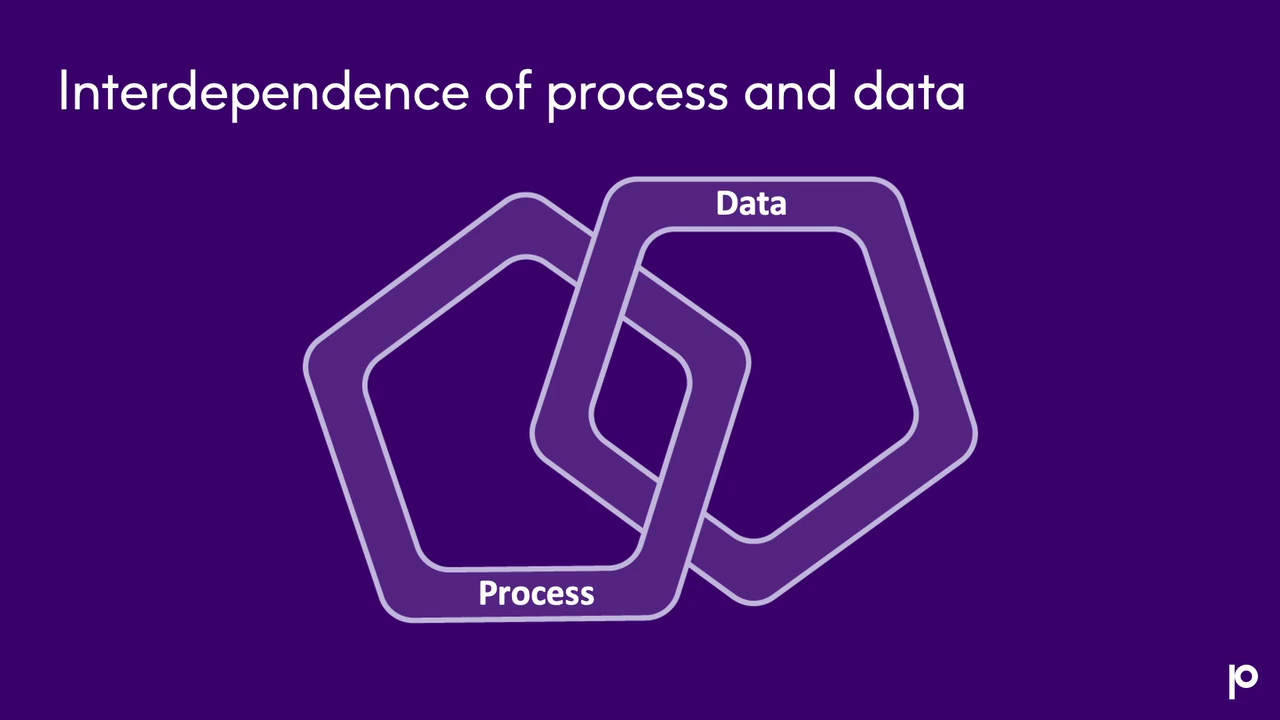 Interdependence of process and data
Data
Process